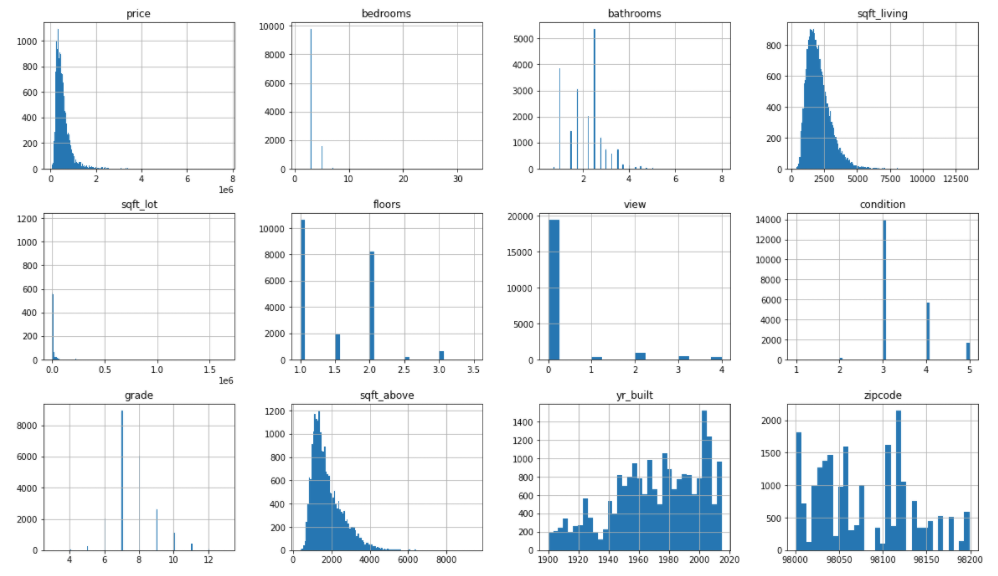 price
1000
800
600
400
200
0
0 2 4 6 8
1e6
bedrooms
10000
8000
6000
4000
2000
0
0 10 20 30
bathrooms
5000
4000
3000
2000
1000
0
2 4 6 8
sqft_living
800
600
400
200
0
0 2500 5000 7500 10000 12500
sqft_lot
1200
1000
800
600
400
200
0
0.0 0.5 1.0 1.5
1e6
floors
10000
8000
6000
4000
2000
0
1.0 1.5 2.0 2.5 3.0 3.5
view
20000
15000
10000
5000
0
0 1 2 3 4
condition
14000
12000
10000
8000
6000
4000
2000
0
1 2 3 4 5
grade
8000
6000
4000
2000
0
4 6 8 10 12
sqft_above
1200
1000
800
600
400
200
0
0 2000 4000 6000 8000
yr_built
1400
1200
1000
800
600
400
200
0
1900 1920 1940 1960 1980 2000 2020
zipcode
2000
1500
1000
500
0
98000 98050 98100 98150 98200